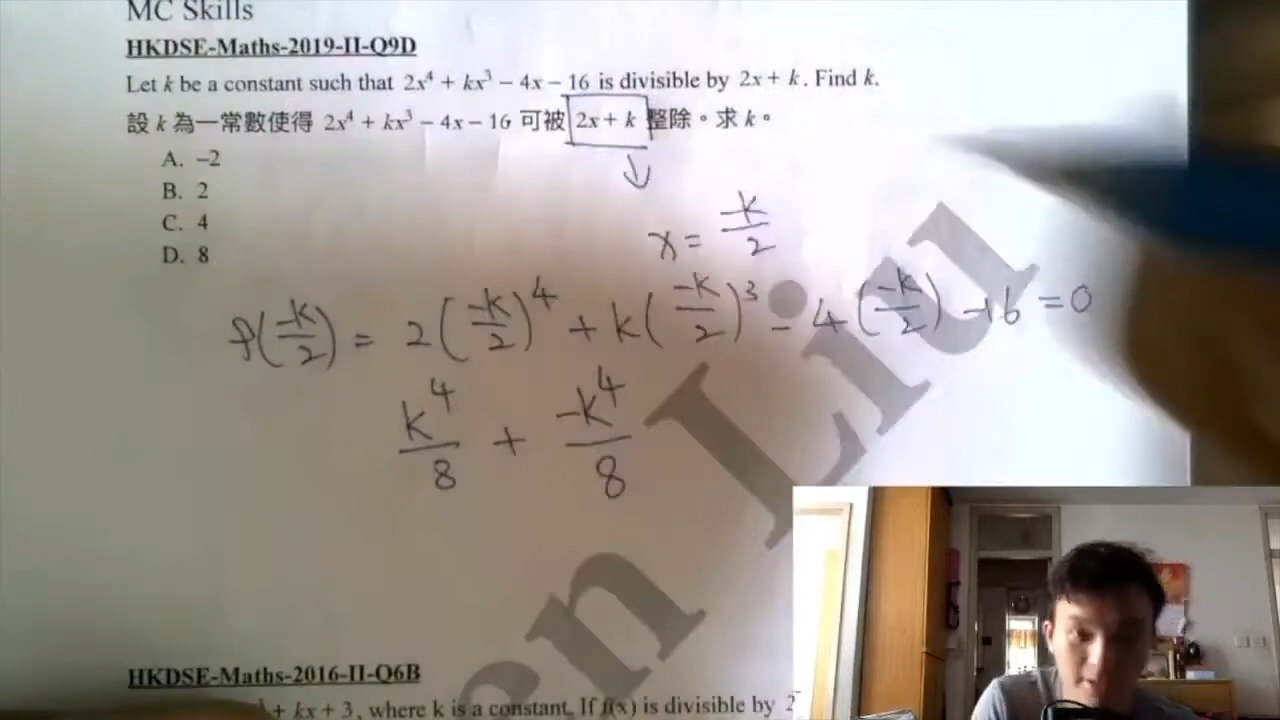 MC Skills
HKDSE-Maths-2019-II-Q9D
Let k be a constant such that 2x⁴ + kx³ − 4x − 16 is divisible by 2x + k. Find k.
設 k 為一常數使得 2x⁴ + kx³ − 4x − 16 可被 2x + k 整除。求 k。
A. –2
B. 2
C. 4
D. 8
x = -k/2
f(-k/2) = 2(-k/2)⁴ + k(-k/2)³ - 4(-k/2) - 16 = 0
k⁴/8 + -k⁴/8
en Liu
HKDSE-Maths-2016-II-Q6B
+ kx + 3, where k is a constant. If f(x) is divisible by 2